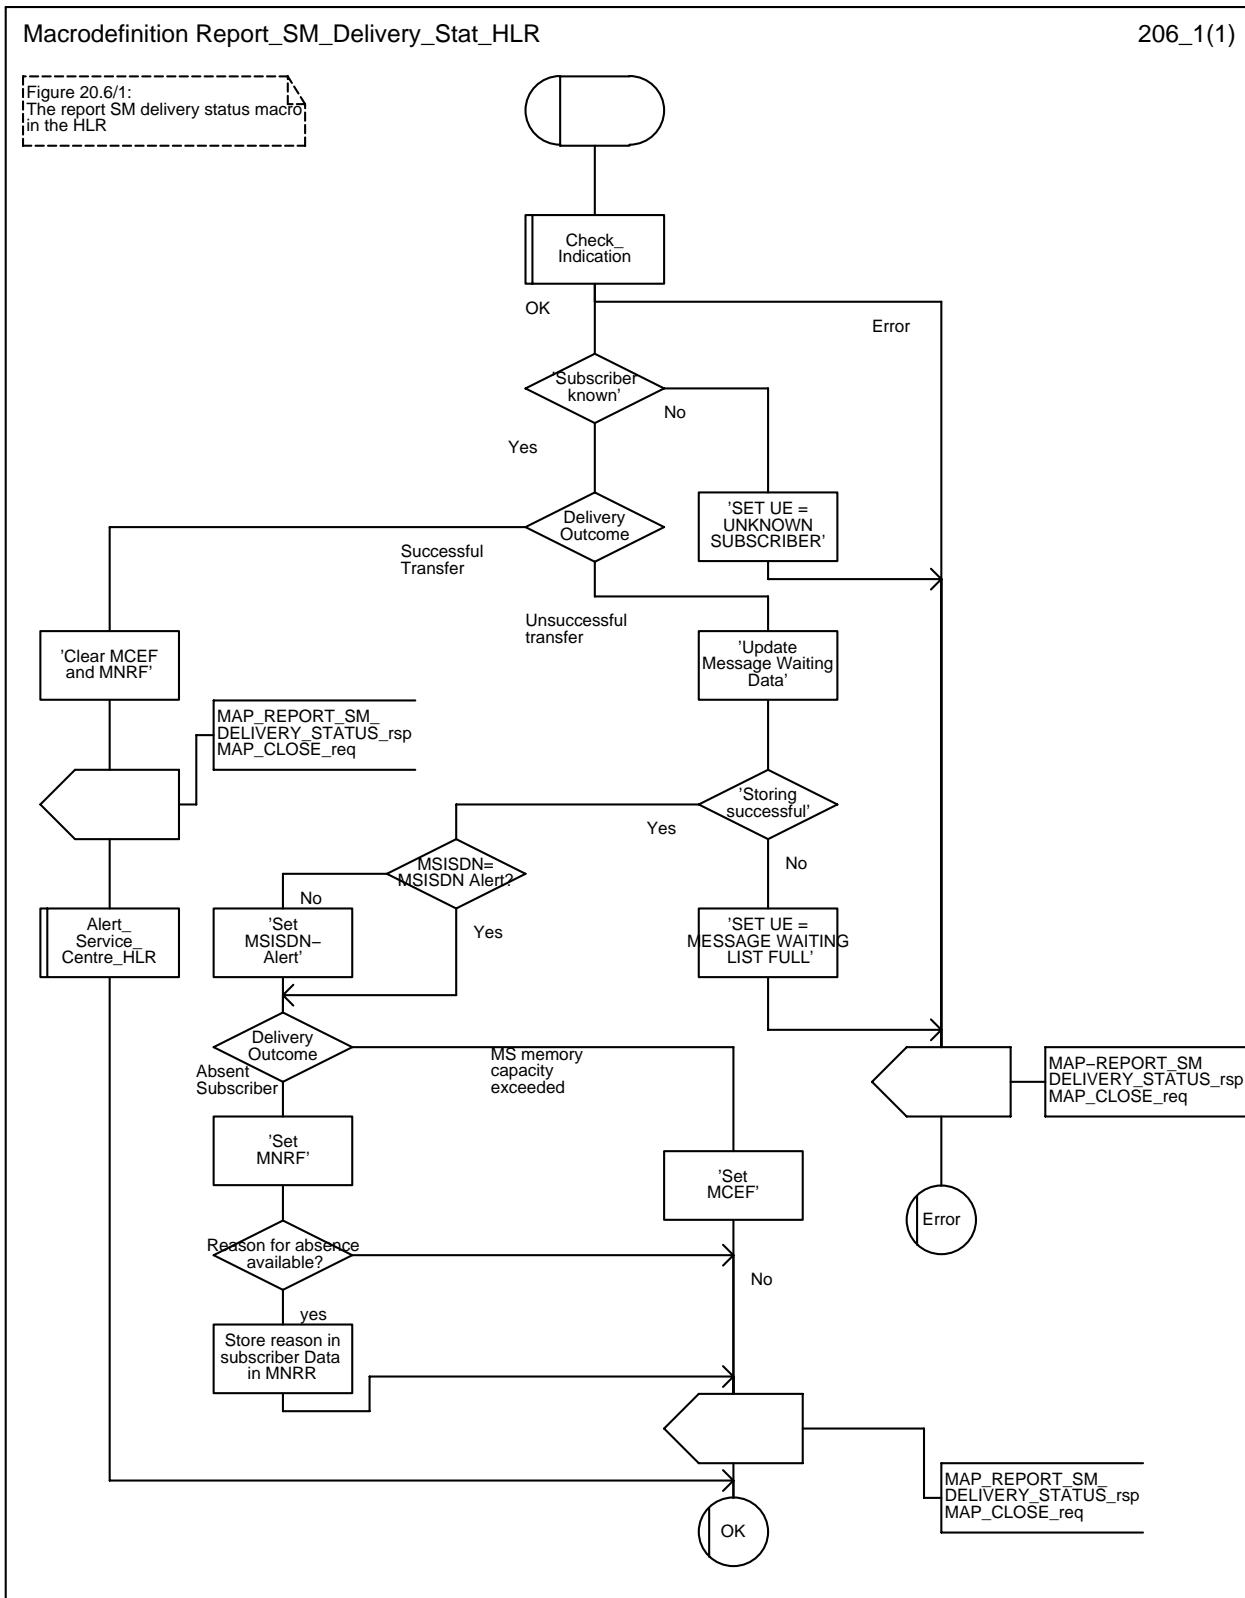 Macrodefinition Report_SM_Delivery_Stat_HLR
206_1(1)
Figure 20.6/1:
The report SM delivery status macro
in the HLR
Check_
Indication
OK
Error
'Subscriber
known'
No
Yes
Delivery
Outcome
'SET UE =
UNKNOWN
SUBSCRIBER'
Successful
Transfer
Unsuccessful
transfer
'Clear MCEF
and MNRF'
'Update
Message Waiting
Data'
MAP_REPORT_SM_
DELIVERY_STATUS_rsp
MAP_CLOSE_req
'Storing
successful'
Yes
No
MSISDN=
MSISDN Alert?
No
Yes
Alert_
Service_
Centre_HLR
'Set
MSISDN−
Alert'
'SET UE =
MESSAGE WAITING
LIST FULL'
Delivery
Outcome
Absent
Subscriber
MS memory
capacity
exceeded
MAP−REPORT_SM
DELIVERY_STATUS_rsp
MAP_CLOSE_req
'Set
MNRF'
'Set
MCEF'
Error
Reason for absence
available?
No
yes
Store reason in
subscriber Data
in MNRR
MAP_REPORT_SM_
DELIVERY_STATUS_rsp
MAP_CLOSE_req
OK